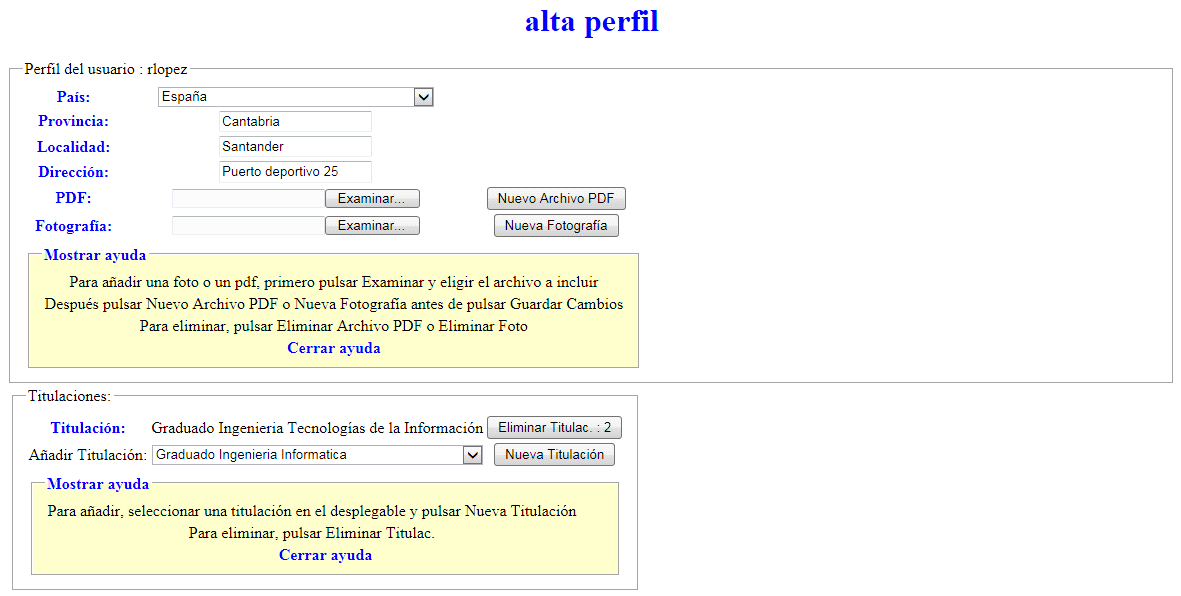 alta perfil
Perfil del usuario : rlopez
País: España
Provincia: Cantabria
Localidad: Santander
Dirección: Puerto deportivo 25
PDF: Examinar... Nuevo Archivo PDF
Fotografía: Examinar... Nueva Fotografía
Mostrar ayuda
Para añadir una foto o un pdf, primero pulsar Examinar y eligir el archivo a incluir
Después pulsar Nuevo Archivo PDF o Nueva Fotografía antes de pulsar Guardar Cambios
Para eliminar, pulsar Eliminar Archivo PDF o Eliminar Foto
Cerrar ayuda
Titulaciones:
Titulación: Graduado Ingenieria Tecnologías de la Información Eliminar Titulac. : 2
Añadir Titulación: Graduado Ingenieria Informatica Nueva Titulación
Mostrar ayuda
Para añadir, seleccionar una titulación en el desplegable y pulsar Nueva Titulación
Para eliminar, pulsar Eliminar Titulac.
Cerrar ayuda